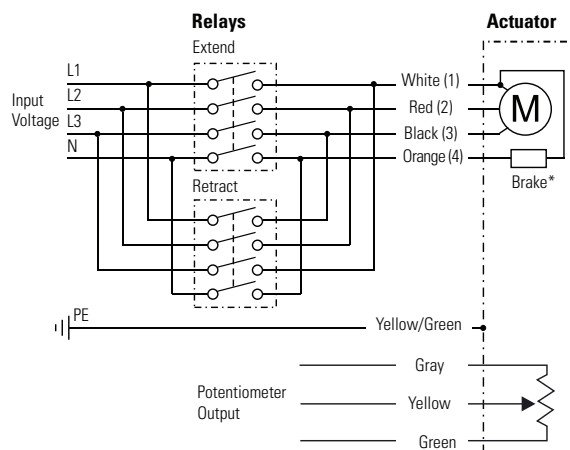 Relays
Actuator
Extend
L1
White (1)
Input
Voltage
L2
Red (2)
M
L3
Black (3)
N
Orange (4)
Brake*
Retract
PE
Yellow/Green
Gray
Potentiometer
Output
Yellow
Green